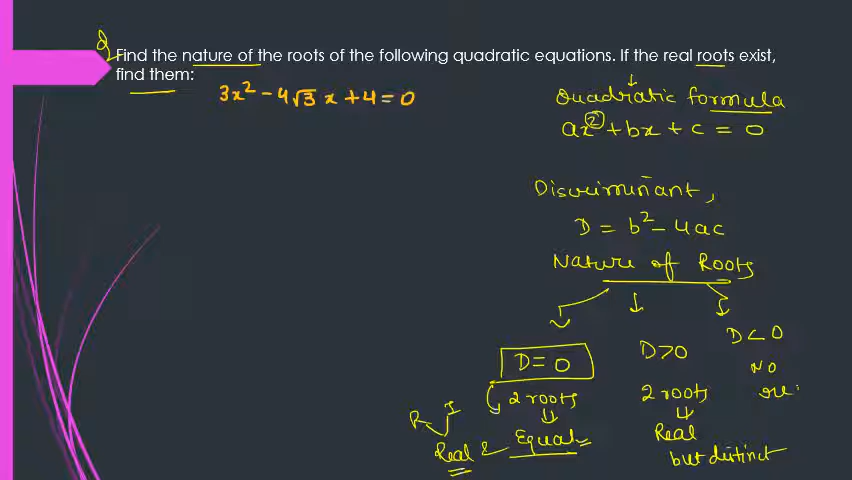 Q
Find the nature of the roots of the following quadratic equations. If the real roots exist,
find them:
3x² - 4√3 x + 4 = 0
Quadratic formula
ax² + bx + c = 0
Discriminant,
D = b² - 4ac
Nature of Roots
D = 0
D > 0
D < 0
2 roots
2 roots
No
R I
Real & Equal
Real
but distinct